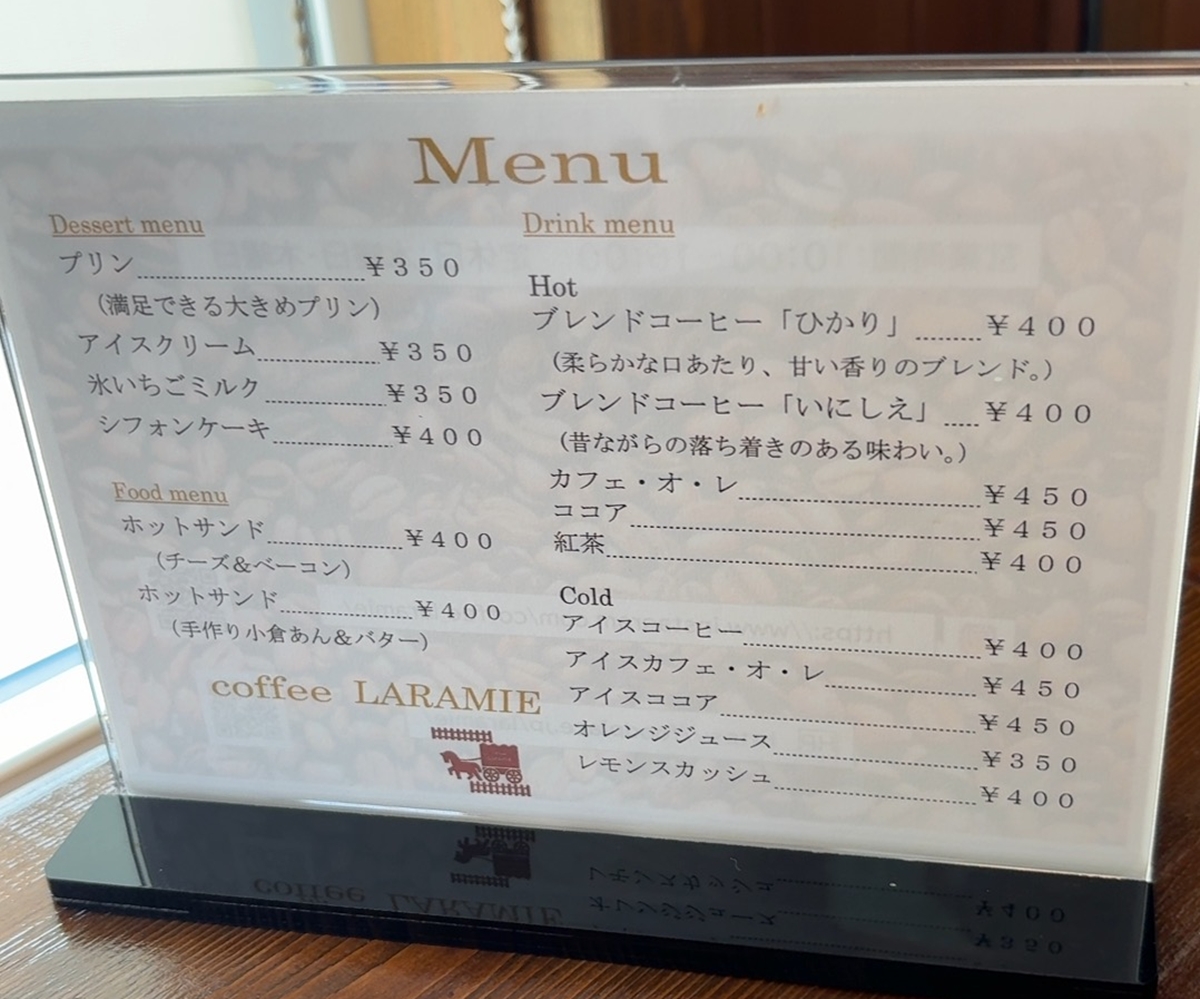 Menu
Dessert menu
プリン ¥350
(満足できる大きめプリン)
アイスクリーム ¥350
氷いちごミルク ¥350
シフォンケーキ ¥400
Food menu
ホットサンド ¥400
(チーズ&ベーコン)
ホットサンド ¥400
(手作り小倉あん&バター)
coffee LARAMIE
Drink menu
Hot
ブレンドコーヒー「ひかり」 ¥400
(柔らかな口あたり、甘い香りのブレンド。)
ブレンドコーヒー「いにしえ」 ¥400
(昔ながらの落ち着きのある味わい。)
カフェ・オ・レ ¥450
ココア ¥450
紅茶 ¥400
Cold
アイスコーヒー ¥400
アイスカフェ・オ・レ ¥450
アイスココア ¥450
オレンジジュース ¥350
レモンスカッシュ ¥400